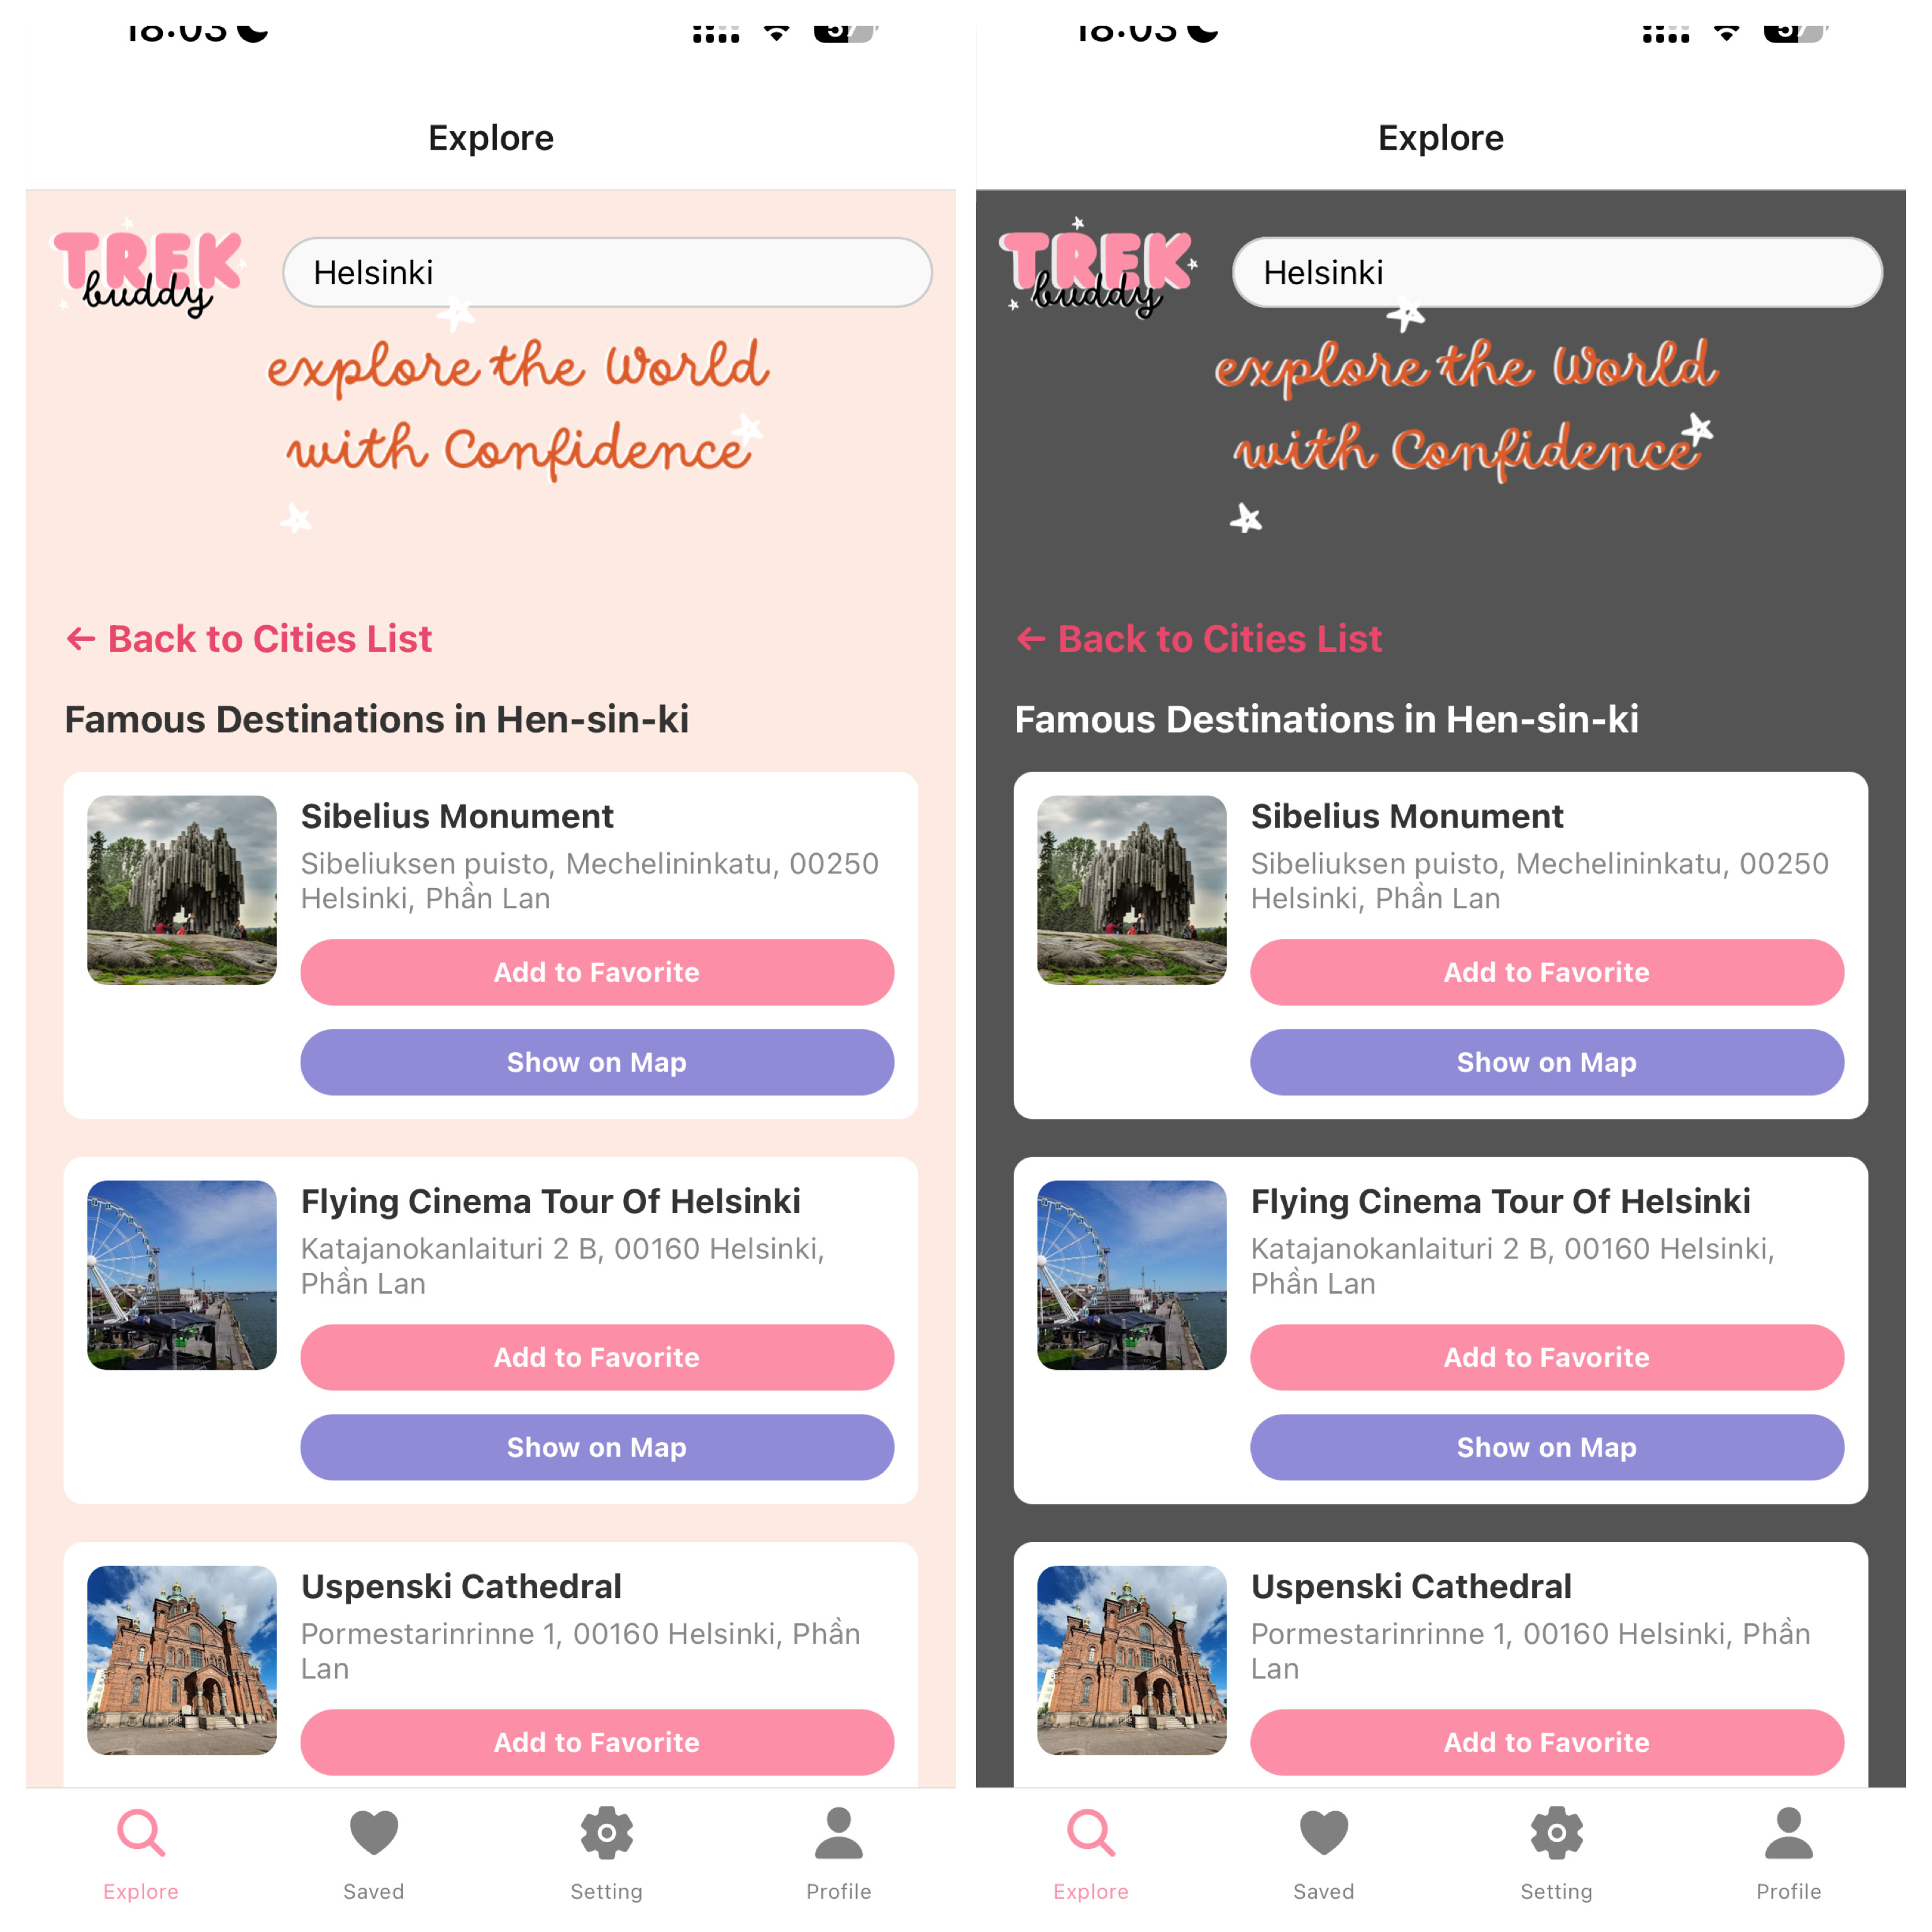 18:03
57
Explore
TREK
buddy
Helsinki
explore the World
with Confidence
← Back to Cities List
Famous Destinations in Hen-sin-ki
Sibelius Monument
Sibeliuksen puisto, Mechelininkatu, 00250
Helsinki, Phần Lan
Add to Favorite
Show on Map
Flying Cinema Tour Of Helsinki
Katajanokanlaituri 2 B, 00160 Helsinki,
Phần Lan
Add to Favorite
Show on Map
Uspenski Cathedral
Pormestarinrinne 1, 00160 Helsinki, Phần
Lan
Add to Favorite
Explore
Saved
Setting
Profile
18:03
57
Explore
TREK
buddy
Helsinki
explore the World
with Confidence
← Back to Cities List
Famous Destinations in Hen-sin-ki
Sibelius Monument
Sibeliuksen puisto, Mechelininkatu, 00250
Helsinki, Phần Lan
Add to Favorite
Show on Map
Flying Cinema Tour Of Helsinki
Katajanokanlaituri 2 B, 00160 Helsinki,
Phần Lan
Add to Favorite
Show on Map
Uspenski Cathedral
Pormestarinrinne 1, 00160 Helsinki, Phần
Lan
Add to Favorite
Explore
Saved
Setting
Profile